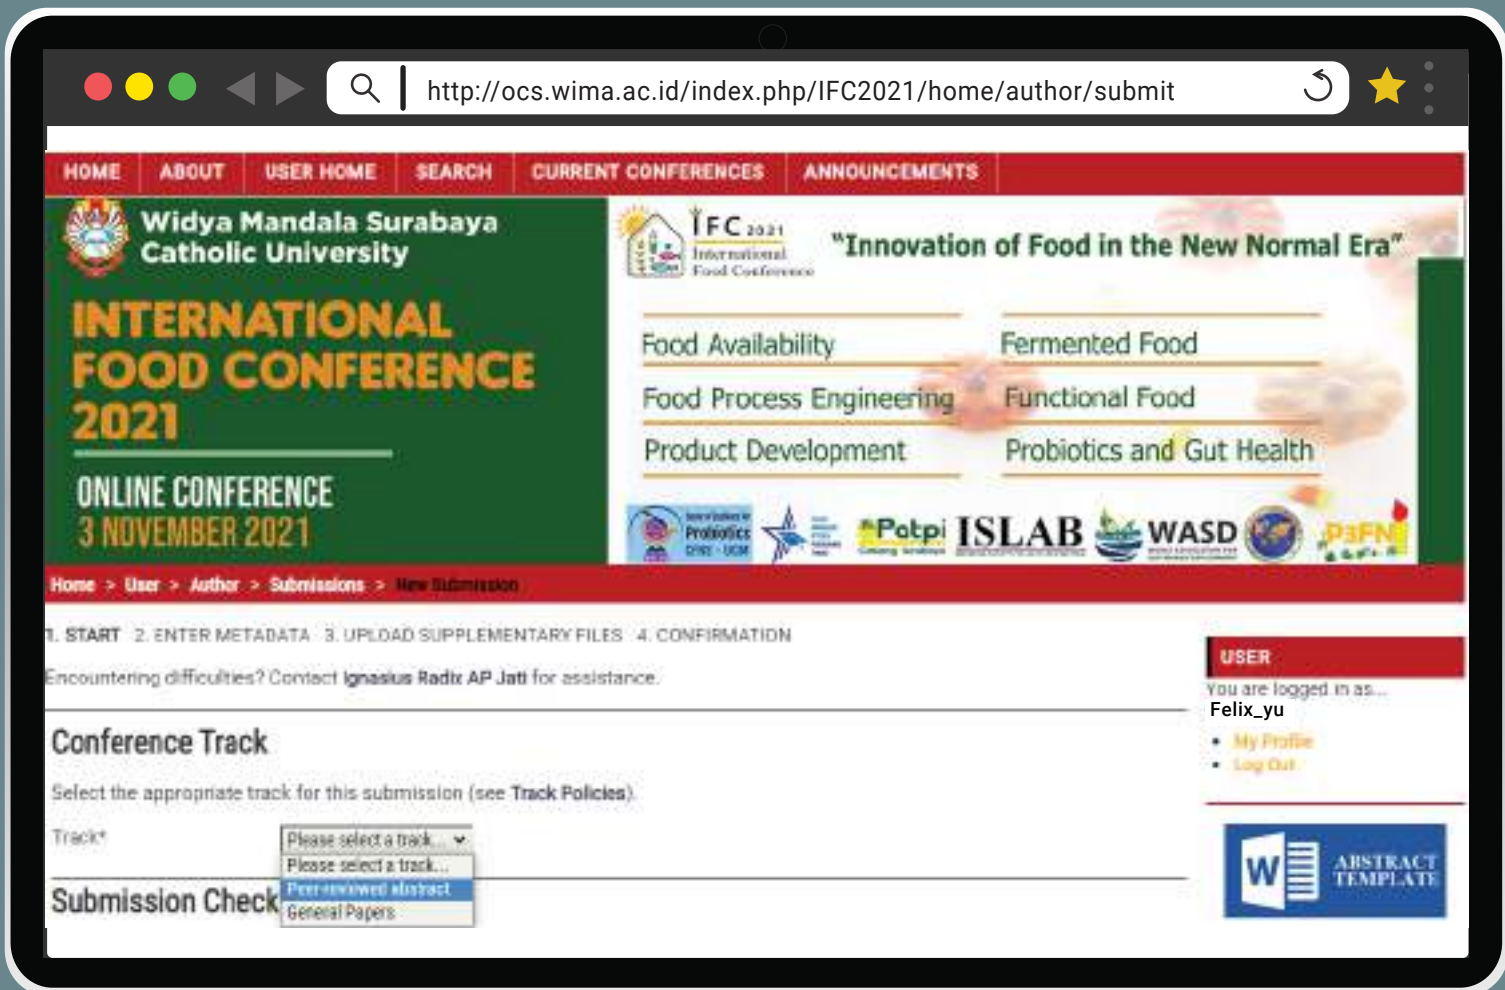 http://ocs.wima.ac.id/index.php/IFC2021/home/author/submit
HOME ABOUT USER HOME SEARCH CURRENT CONFERENCES ANNOUNCEMENTS
Widya Mandala Surabaya
Catholic University
INTERNATIONAL
FOOD CONFERENCE
2021
ONLINE CONFERENCE
3 NOVEMBER 2021
IFC 2021
International
Food Conference
"Innovation of Food in the New Normal Era"
Food Availability
Fermented Food
Food Process Engineering
Functional Food
Product Development
Probiotics and Gut Health
Probiotics
Patpi
ISLAB
WASD
P3FNI
Home > User > Author > Submissions > New Submission
1. START 2. ENTER METADATA 3. UPLOAD SUPPLEMENTARY FILES 4. CONFIRMATION
Encountering difficulties? Contact Ignasius Radix AP Jati for assistance.
Conference Track
Select the appropriate track for this submission (see Track Policies).
Track*
Please select a track...
Please select a track...
Peer-reviewed abstract
General Papers
Submission Check
USER
You are logged in as...
Felix_yu
• My Profile
• Log Out
W
ABSTRACT
TEMPLATE